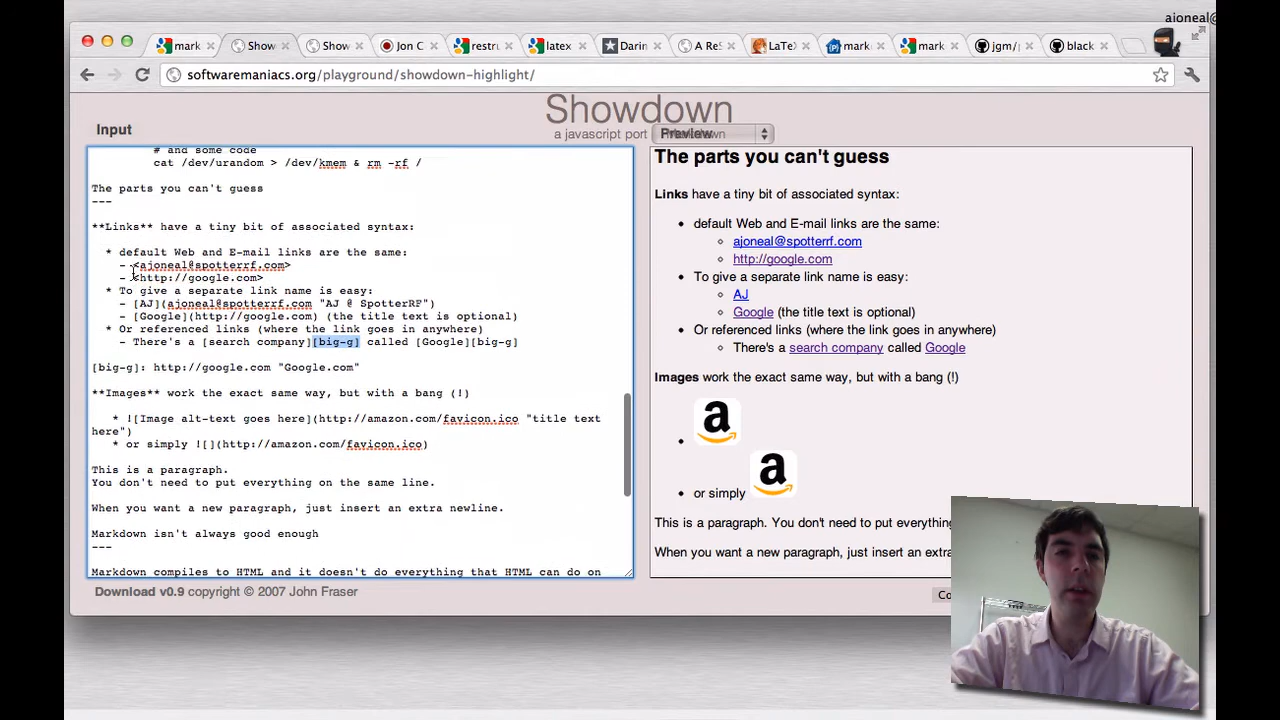 aioneal@
mark
Show
Show
Jon C
restru
latex
Darin
A ReS
LaTeX
mark
mark
jgm/
black
softwaremaniacs.org/playground/showdown-highlight/
Showdown
a javascript port
Input
Preview
# and some code
cat /dev/urandom > /dev/kmem & rm -rf /
The parts you can't guess
---
**Links** have a tiny bit of associated syntax:
* default Web and E-mail links are the same:
- <ajoneal@spotterrf.com>
- <http://google.com>
* To give a separate link name is easy:
- [AJ](ajoneal@spotterrf.com "AJ @ SpotterRF")
- [Google](http://google.com) (the title text is optional)
* Or referenced links (where the link goes in anywhere)
- There's a [search company][big-g] called [Google][big-g]
[big-g]: http://google.com "Google.com"
**Images** work the exact same way, but with a bang (!)
* ![Image alt-text goes here](http://amazon.com/favicon.ico "title text
here")
* or simply ![](http://amazon.com/favicon.ico)
This is a paragraph.
You don't need to put everything on the same line.
When you want a new paragraph, just insert an extra newline.
Markdown isn't always good enough
---
Markdown compiles to HTML and it doesn't do everything that HTML can do on
The parts you can't guess
Links have a tiny bit of associated syntax:
• default Web and E-mail links are the same:
ajoneal@spotterrf.com
http://google.com
• To give a separate link name is easy:
AJ
Google (the title text is optional)
• Or referenced links (where the link goes in anywhere)
There's a search company called Google
Images work the exact same way, but with a bang (!)
a
• or simply a
This is a paragraph. You don't need to put everything
When you want a new paragraph, just insert an extra
Download v0.9 copyright © 2007 John Fraser
Co